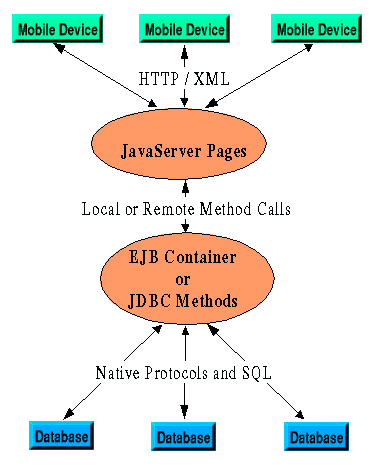 Mobile Device Mobile Device Mobile Device
HTTP / XML
JavaServer Pages
Local or Remote Method Calls
EJB Container
or
JDBC Methods
Native Protocols and SQL
Database Database Database